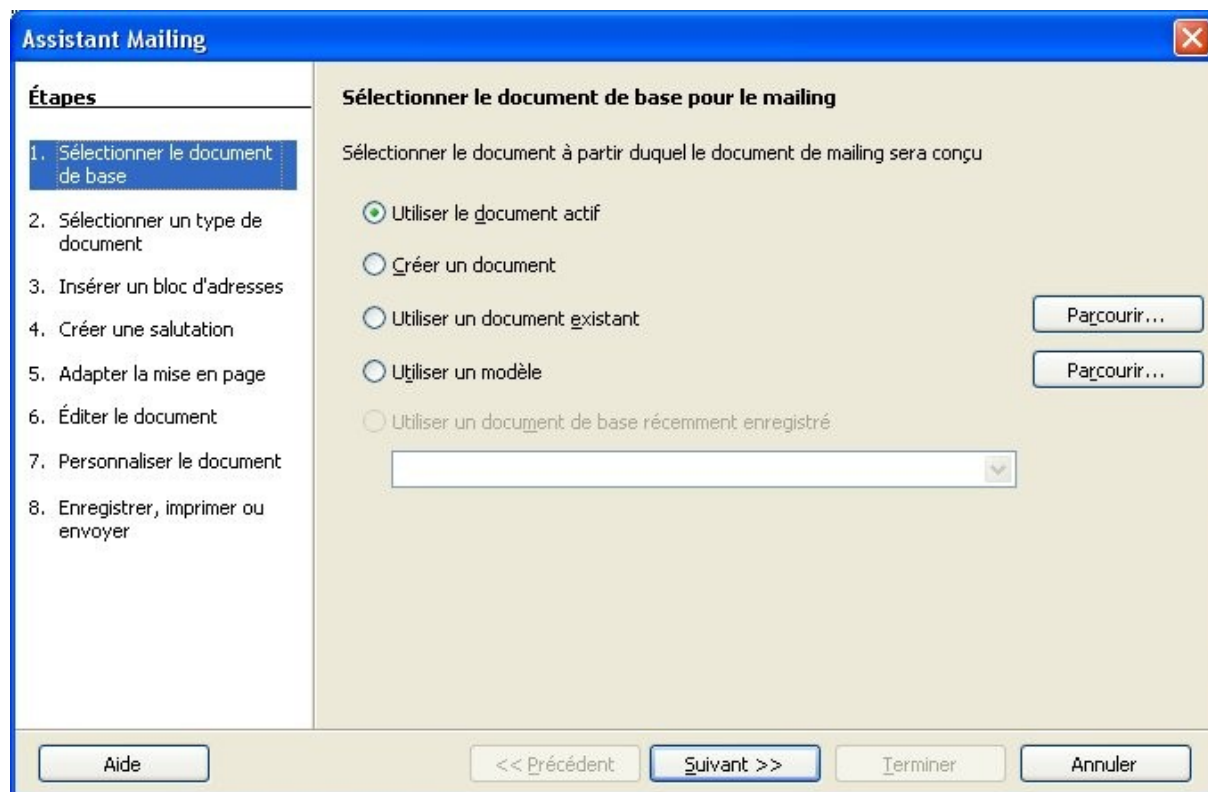 Assistant Mailing
Étapes
1. Sélectionner le document
de base
2. Sélectionner un type de
document
3. Insérer un bloc d'adresses
4. Créer une salutation
5. Adapter la mise en page
6. Éditer le document
7. Personnaliser le document
8. Enregistrer, imprimer ou
envoyer
Sélectionner le document de base pour le mailing
Sélectionner le document à partir duquel le document de mailing sera conçu
Utiliser le document actif
Créer un document
Utiliser un document existant
Parcourir...
Utiliser un modèle
Parcourir...
Utiliser un document de base récemment enregistré
Aide
<< Précédent
Suivant >>
Terminer
Annuler